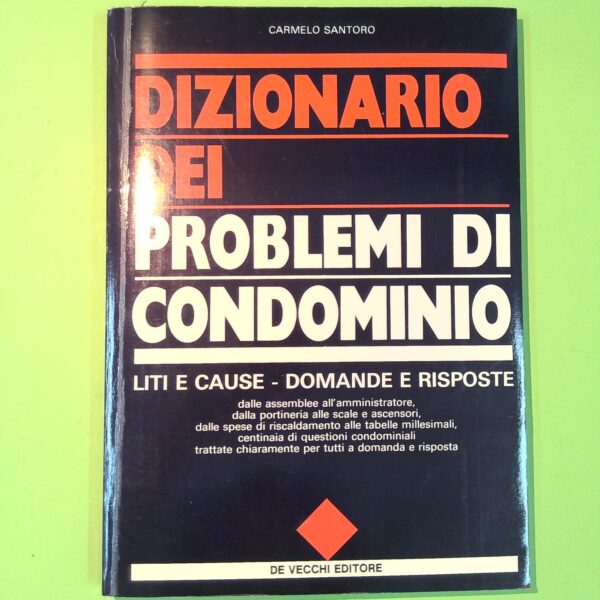 CARMELO SANTORO
DIZIONARIO
DEI
PROBLEMI DI
CONDOMINIO
LITI E CAUSE - DOMANDE E RISPOSTE
dalle assemblee all'amministratore,
dalla portineria alle scale e ascensori,
dalle spese di riscaldamento alle tabelle millesimali,
centinaia di questioni condominiali
trattate chiaramente per tutti a domanda e risposta
DE VECCHI EDITORE